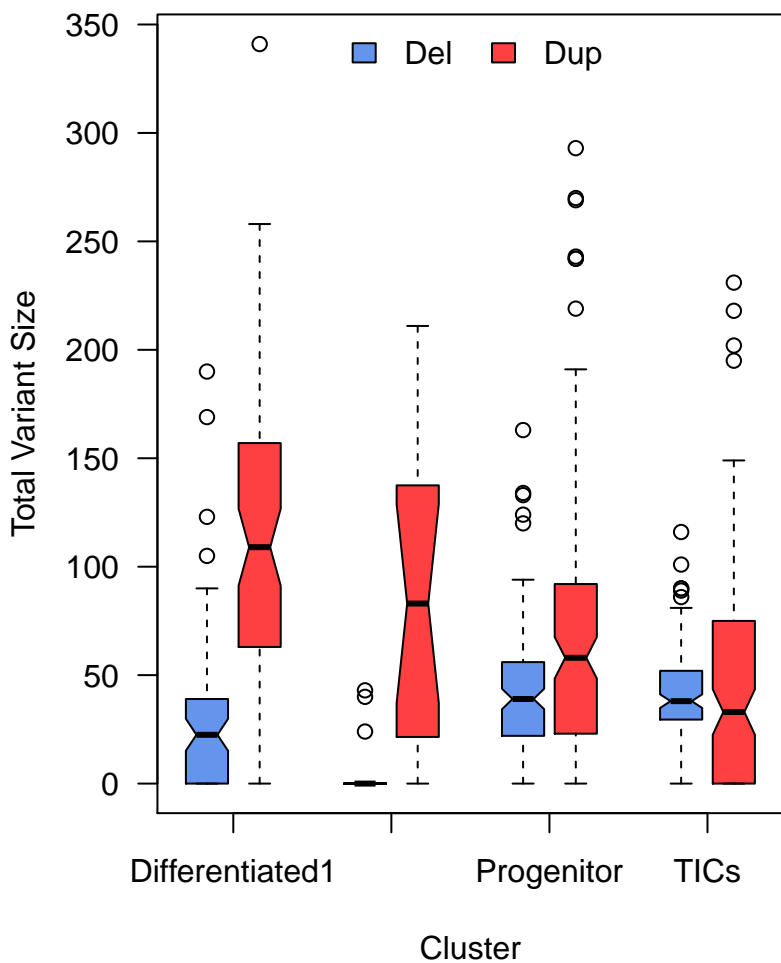 350
300
250
200
150
100
50
0
Total Variant Size
Del Dup
Differentiated1 Progenitor TICs
Cluster